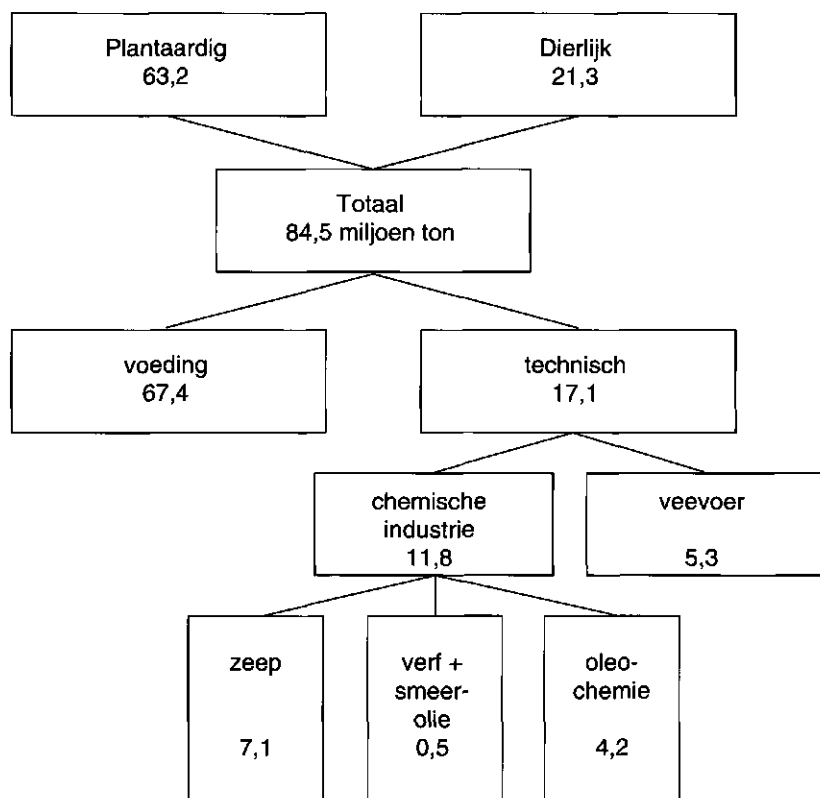 Plantaardig
63,2
Dierlijk
21,3
Totaal
84,5 miljoen ton
voeding
67,4
technisch
17,1
chemische
industrie
11,8
veevoer
5,3
zeep
7,1
verf +
smeer-
olie
0,5
oleo-
chemie
4,2